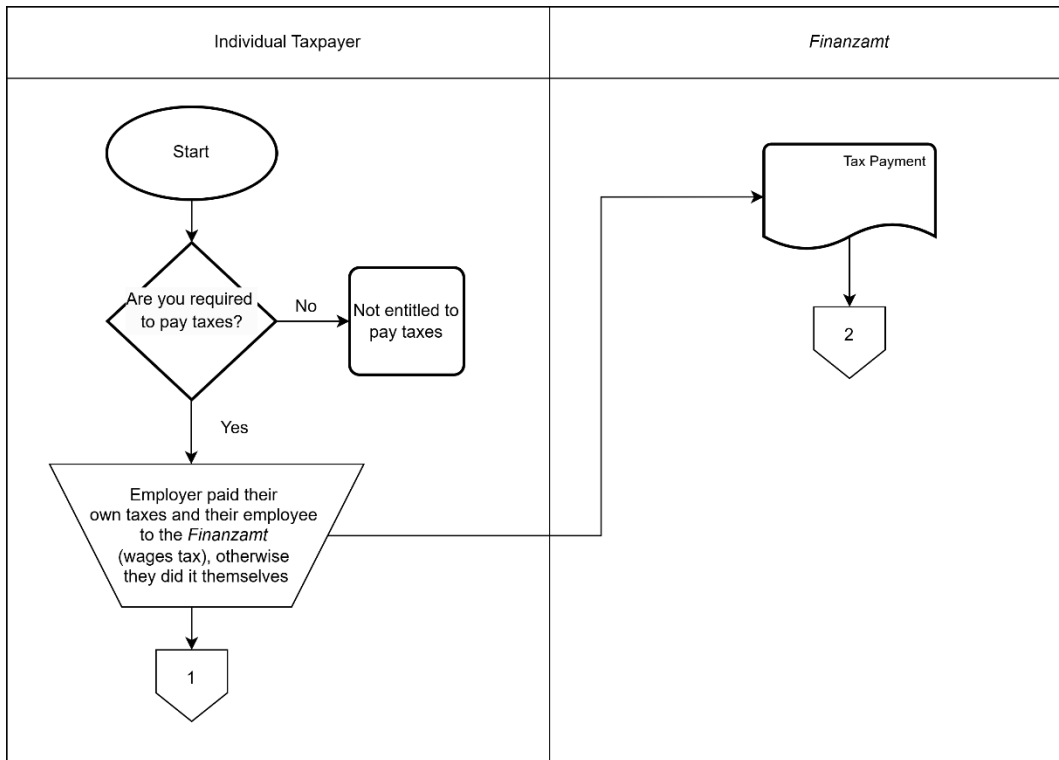 Individual Taxpayer
Finanzamt
Start
Tax Payment
Are you required
to pay taxes?
No
Not entitled to
pay taxes
2
Yes
Employer paid their
own taxes and their employee
to the Finanzamt
(wages tax), otherwise
they did it themselves
1